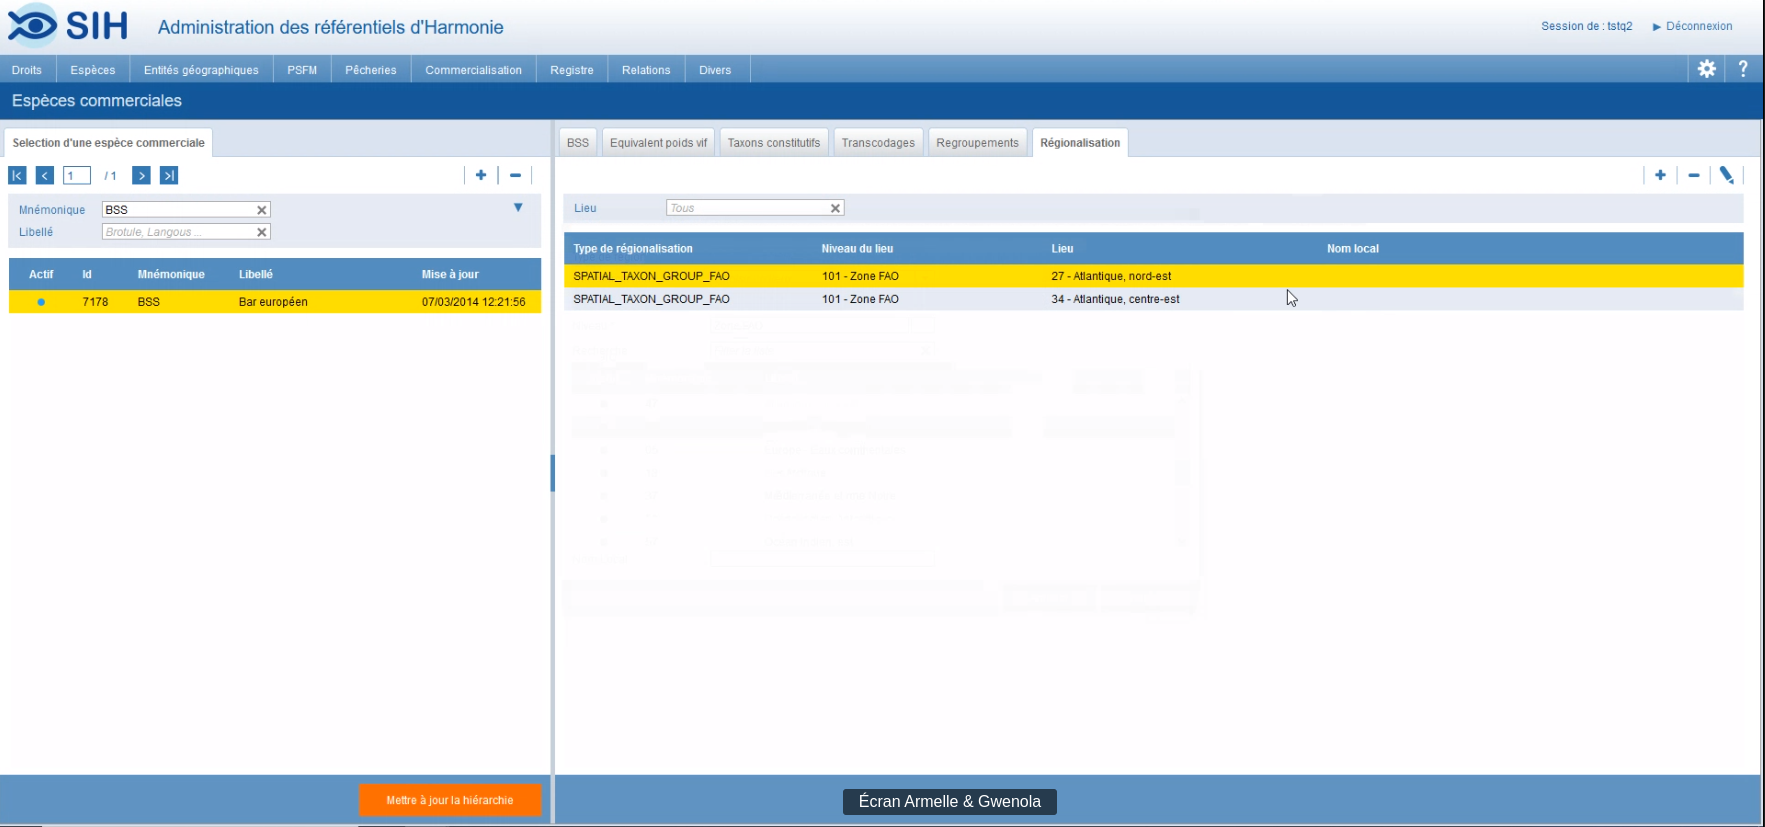 SIH Administration des référentiels d'Harmonie Session de : tstq2 ► Déconnexion
Droits Espèces Entités géographiques PSFM Pêcheries Commercialisation Registre Relations Divers ?
Espèces commerciales
Selection d'une espèce commerciale BSS Equivalent poids vif Taxons constitutifs Transcodages Regroupements Régionalisation
|< < 1 / 1 > >| + − + −
Mnémonique BSS Lieu Tous
Libellé Brotule, Langous ...
Type de régionalisation Niveau du lieu Lieu Nom local
Actif Id Mnémonique Libellé Mise à jour
SPATIAL_TAXON_GROUP_FAO 101 - Zone FAO 27 - Atlantique, nord-est
7178 BSS Bar européen 07/03/2014 12:21:56
SPATIAL_TAXON_GROUP_FAO 101 - Zone FAO 34 - Atlantique, centre-est
Mettre à jour la hiérarchie
Écran Armelle & Gwenola